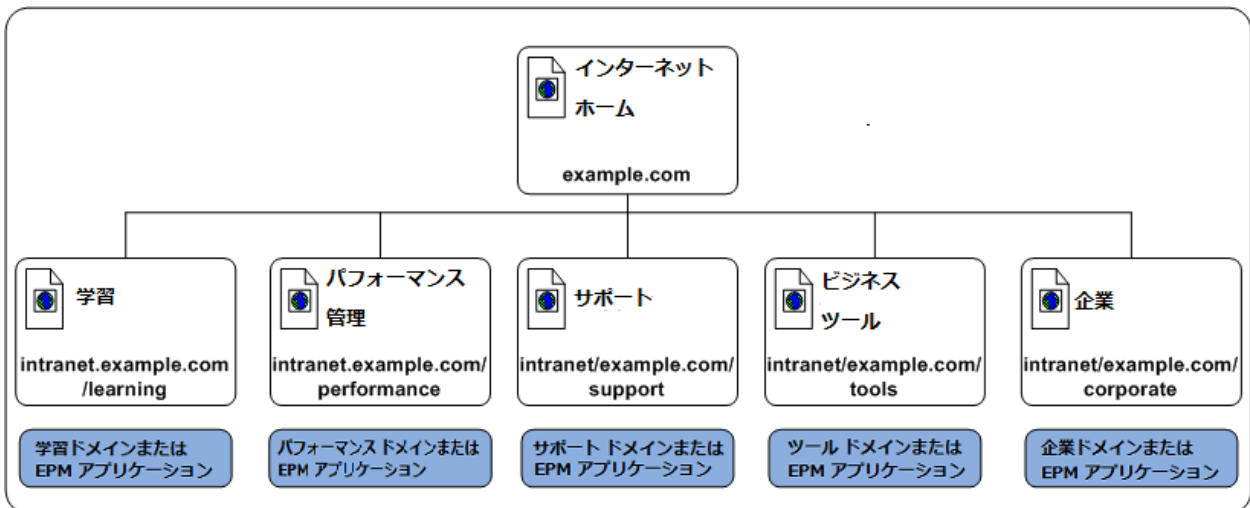 インターネット
ホーム
example.com
学習
intranet.example.com
/learning
パフォーマンス
管理
intranet.example.com/
performance
サポート
intranet/example.com/
support
ビジネス
ツール
intranet/example.com/
tools
企業
intranet/example.com/
corporate
学習ドメインまたは
EPM アプリケーション
パフォーマンス ドメインまたは
EPM アプリケーション
サポート ドメインまたは
EPM アプリケーション
ツール ドメインまたは
EPM アプリケーション
企業ドメインまたは
EPM アプリケーション